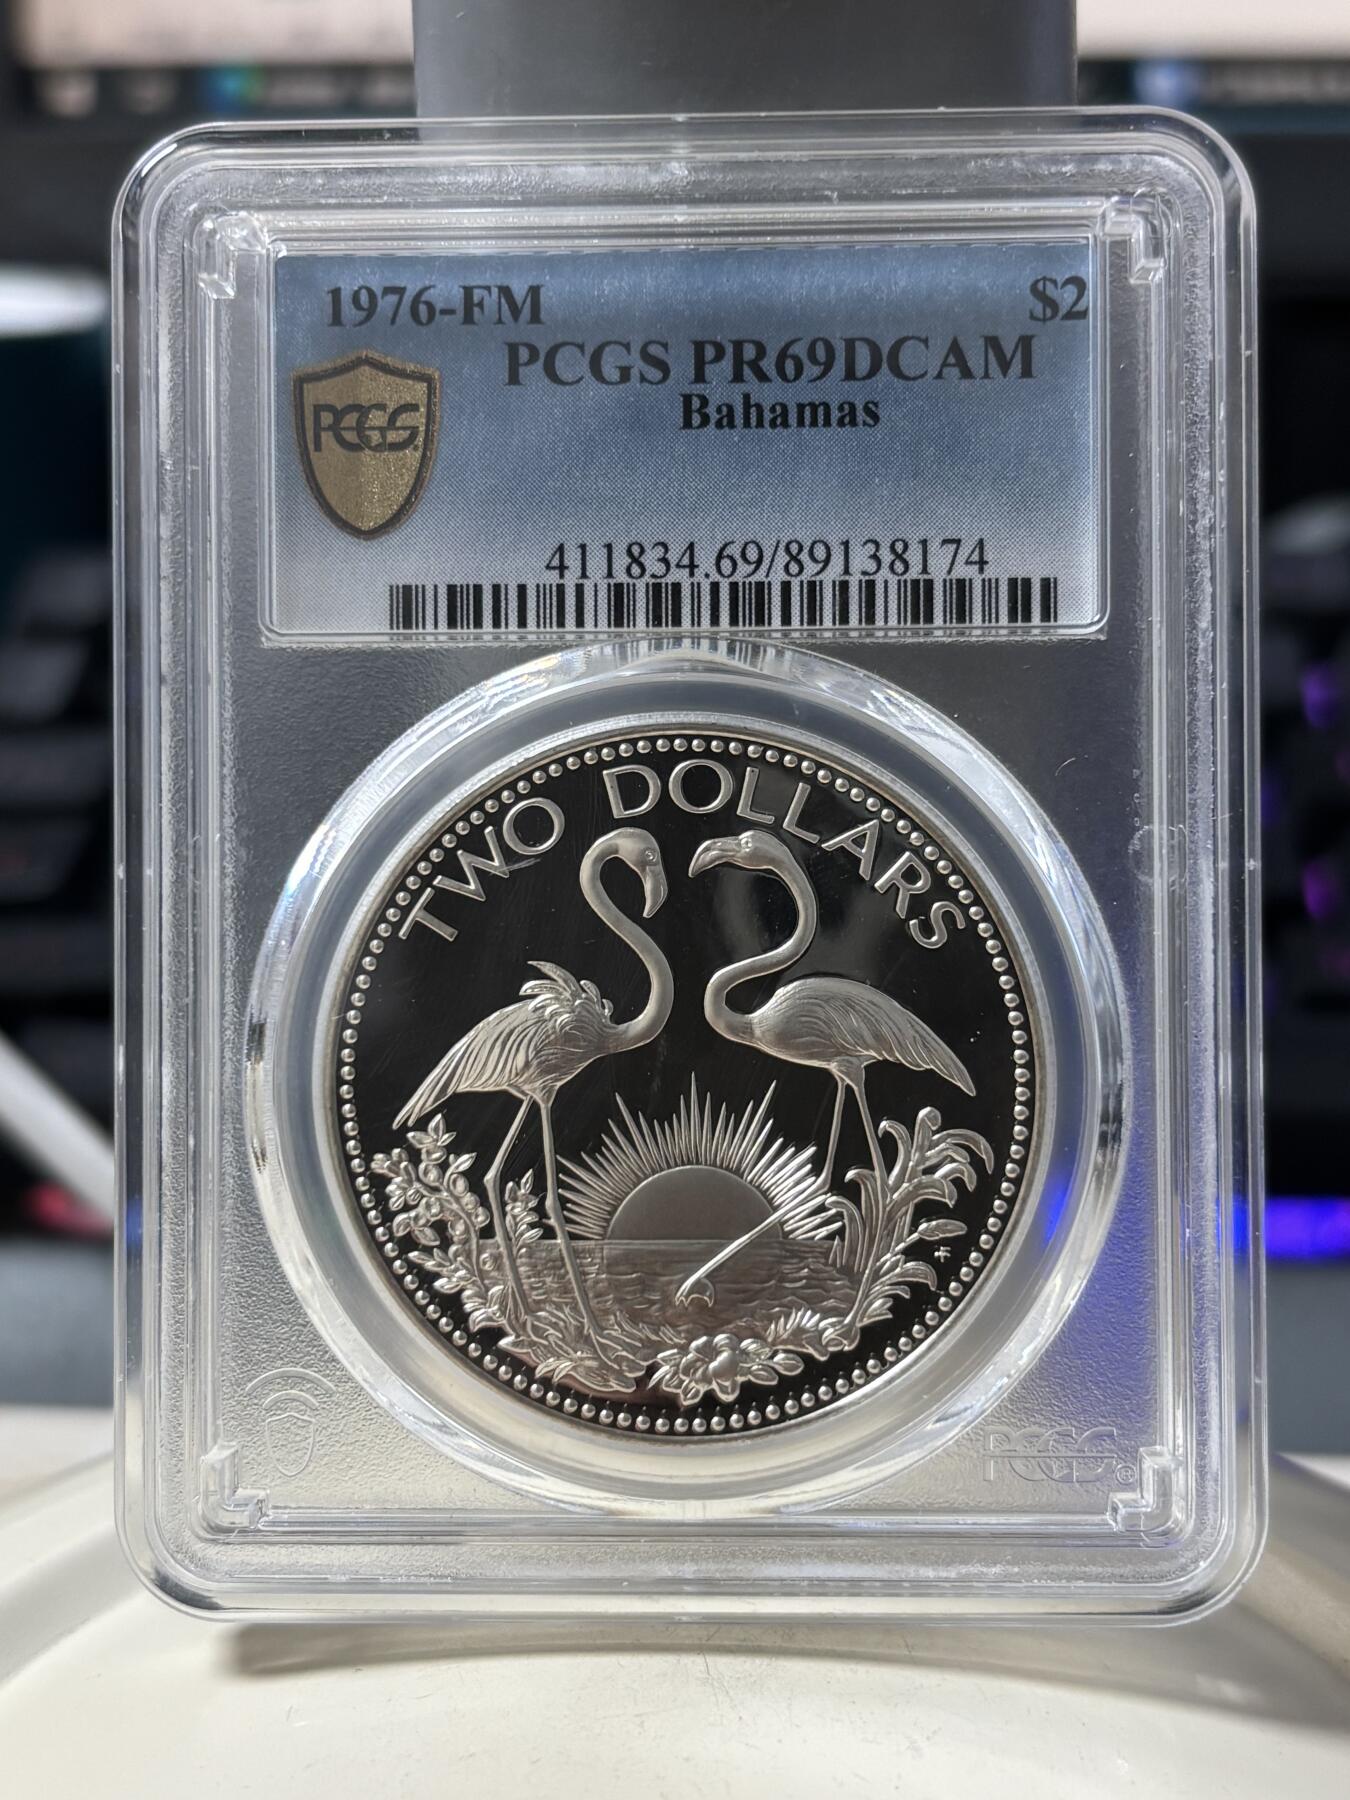 1976-FM $2
PCGS PR69DCAM
Bahamas
PCGS
411834.69/89138174
TWO DOLLARS
PCGS®